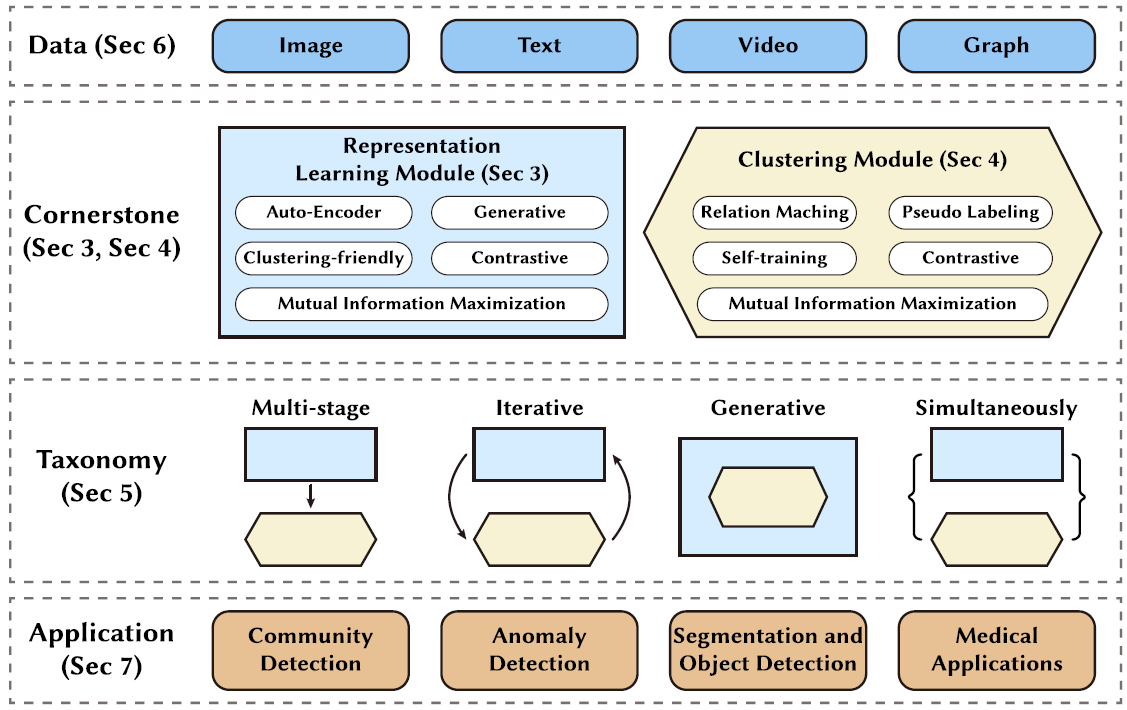 Data (Sec 6)
Image
Text
Video
Graph
Cornerstone
(Sec 3, Sec 4)
Representation
Learning Module (Sec 3)
Auto-Encoder
Generative
Clustering-friendly
Contrastive
Mutual Information Maximization
Clustering Module (Sec 4)
Relation Maching
Pseudo Labeling
Self-training
Contrastive
Mutual Information Maximization
Taxonomy
(Sec 5)
Multi-stage
Iterative
Generative
Simultaneously
Application
(Sec 7)
Community
Detection
Anomaly
Detection
Segmentation and
Object Detection
Medical
Applications